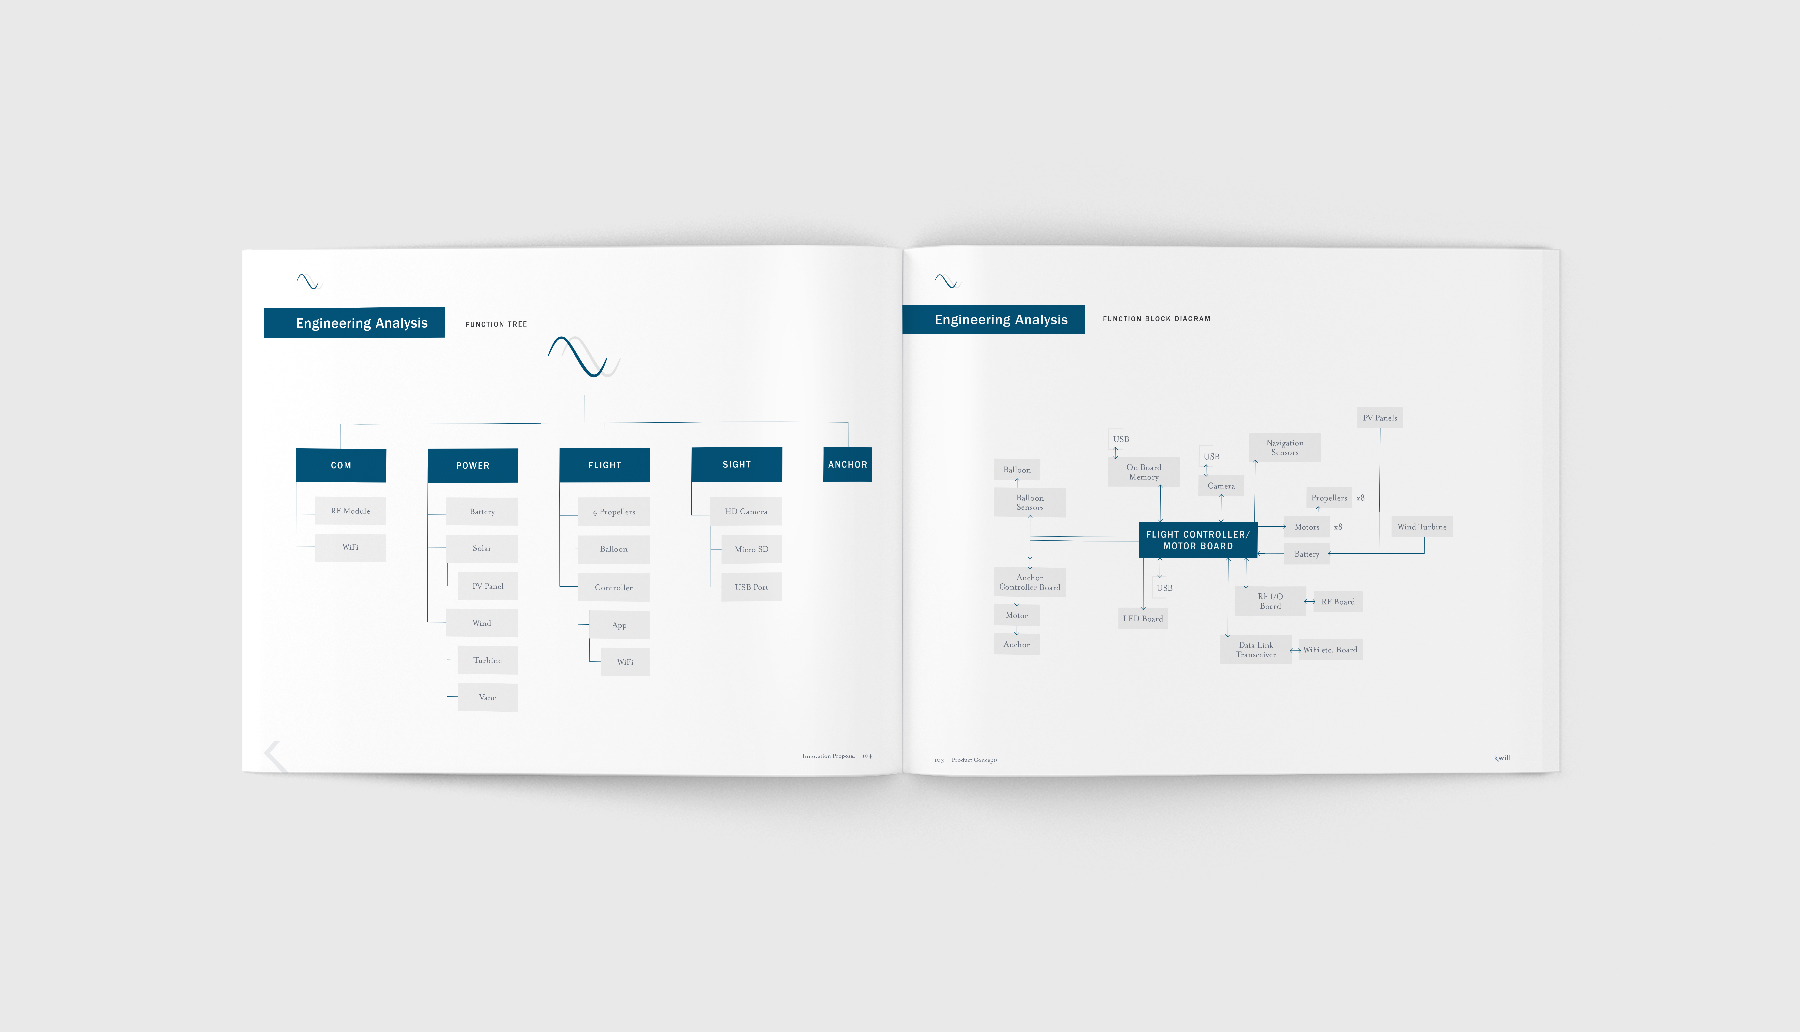 Engineering Analysis
FUNCTION TREE
COM
POWER
FLIGHT
SIGHT
ANCHOR
RF Module
WiFi
Battery
Solar
PV Panel
Wind
Turbine
Vane
9 Propellers
Balloon
Controller
App
WiFi
HD Camera
Micro SD
USB Port
Innovation Proposal 104
Engineering Analysis
FUNCTION BLOCK DIAGRAM
PV Panels
USB
Navigation
Sensors
USB
Balloon
On Board
Memory
Camera
Balloon
Sensors
Propellers x8
Motors x8
Wind Turbine
FLIGHT CONTROLLER/
MOTOR BOARD
Battery
Anchor
Controller Board
USB
RF I/O
Board
RF Board
Motor
LED Board
Anchor
Data Link
Transceiver
WiFi etc. Board
105 Product Concepts